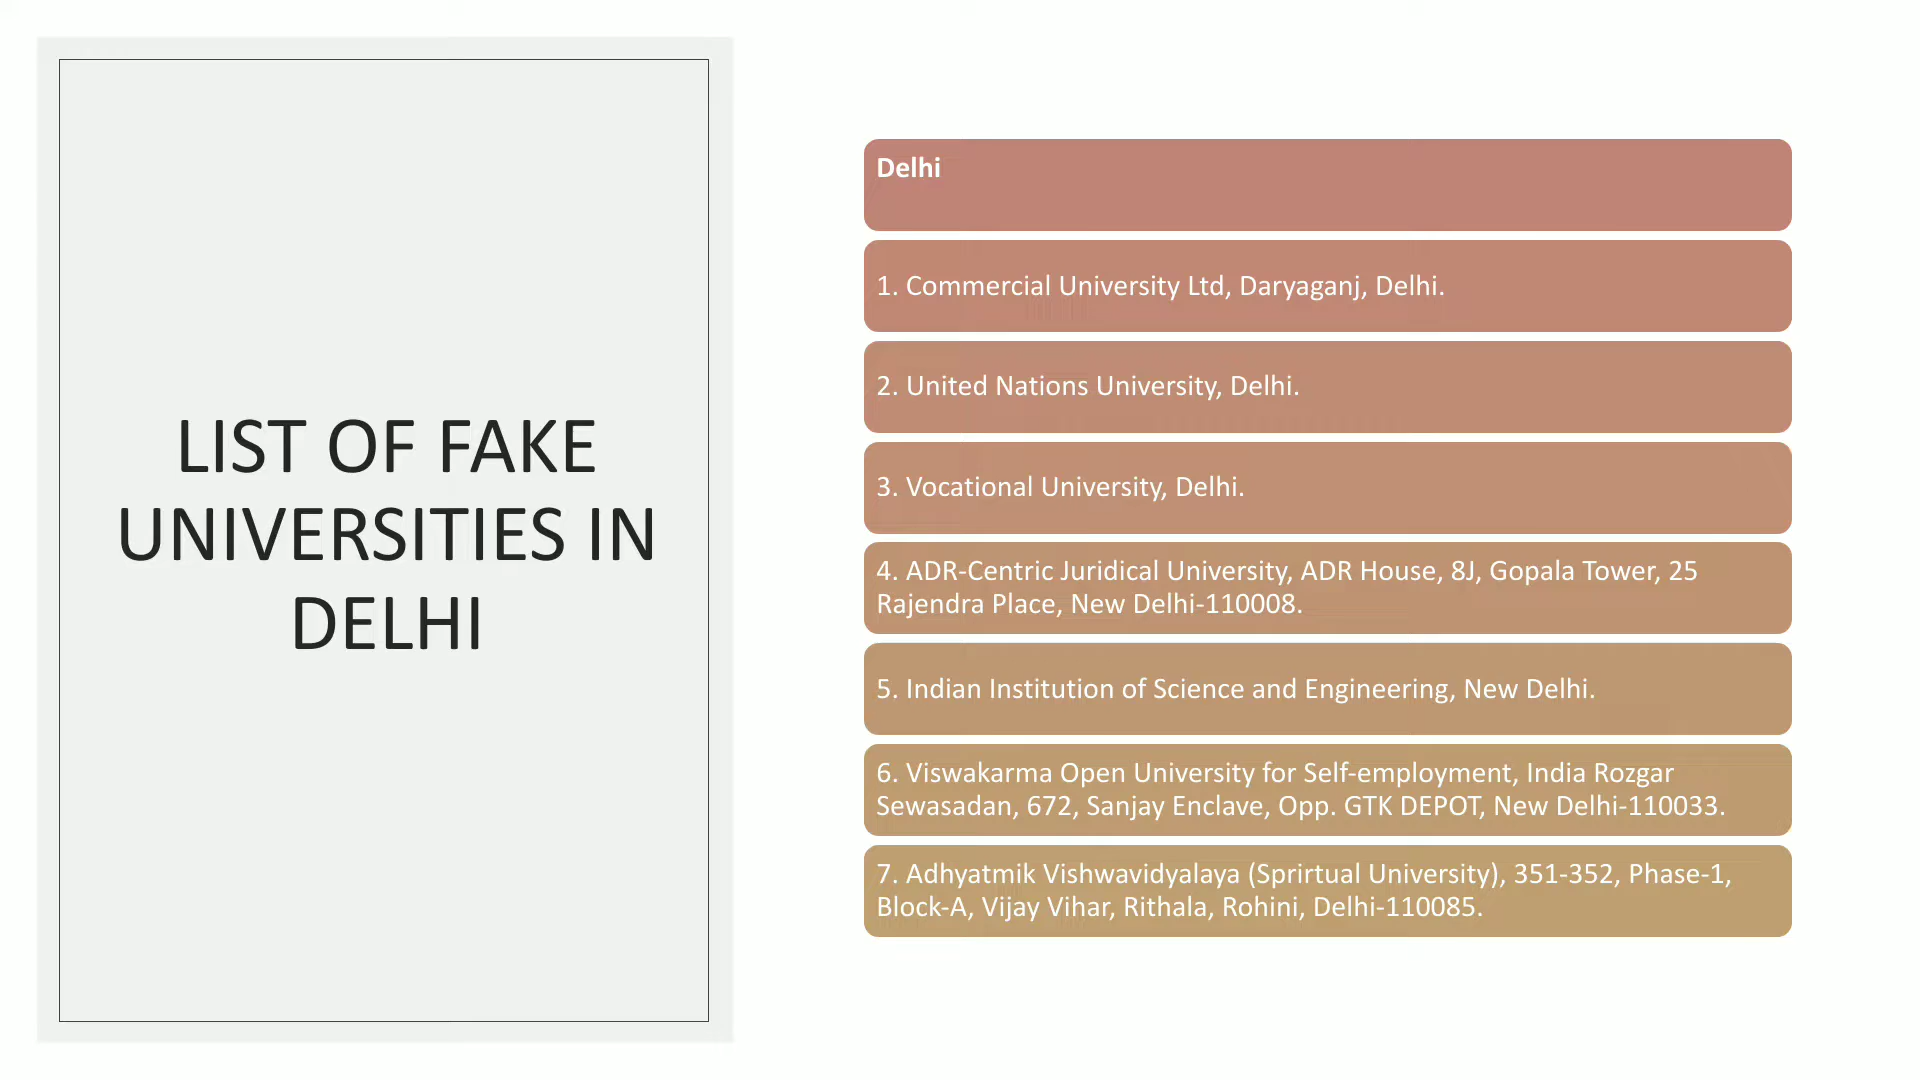 LIST OF FAKE
UNIVERSITIES IN
DELHI
Delhi
1. Commercial University Ltd, Daryaganj, Delhi.
2. United Nations University, Delhi.
3. Vocational University, Delhi.
4. ADR-Centric Juridical University, ADR House, 8J, Gopala Tower, 25
Rajendra Place, New Delhi-110008.
5. Indian Institution of Science and Engineering, New Delhi.
6. Viswakarma Open University for Self-employment, India Rozgar
Sewasadan, 672, Sanjay Enclave, Opp. GTK DEPOT, New Delhi-110033.
7. Adhyatmik Vishwavidyalaya (Sprirtual University), 351-352, Phase-1,
Block-A, Vijay Vihar, Rithala, Rohini, Delhi-110085.